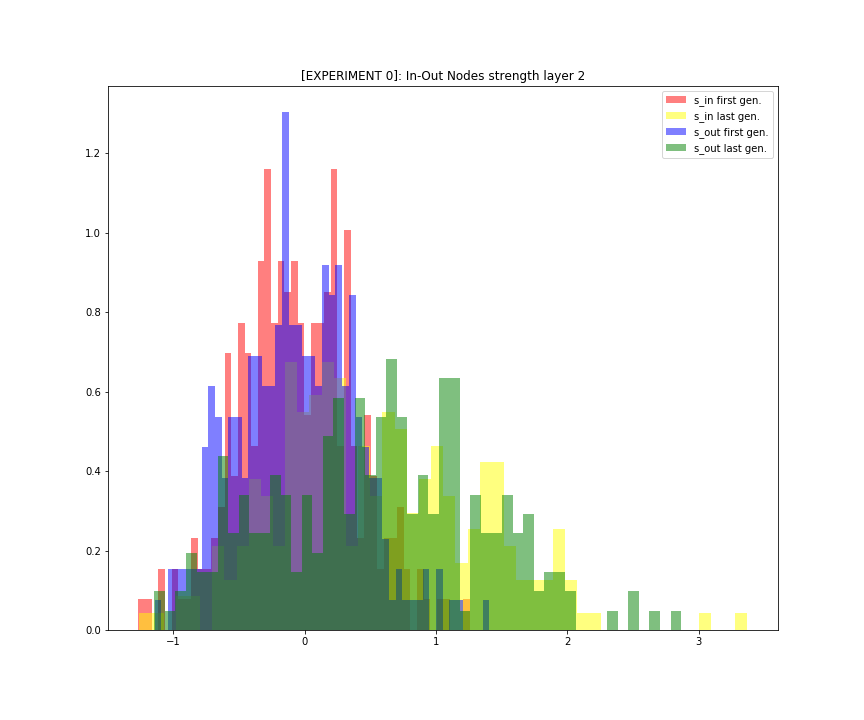 [EXPERIMENT 0]: In-Out Nodes strength layer 2
s_in first gen.
s_in last gen.
s_out first gen.
s_out last gen.
1.2
1.0
0.8
0.6
0.4
0.2
0.0
−1 0 1 2 3